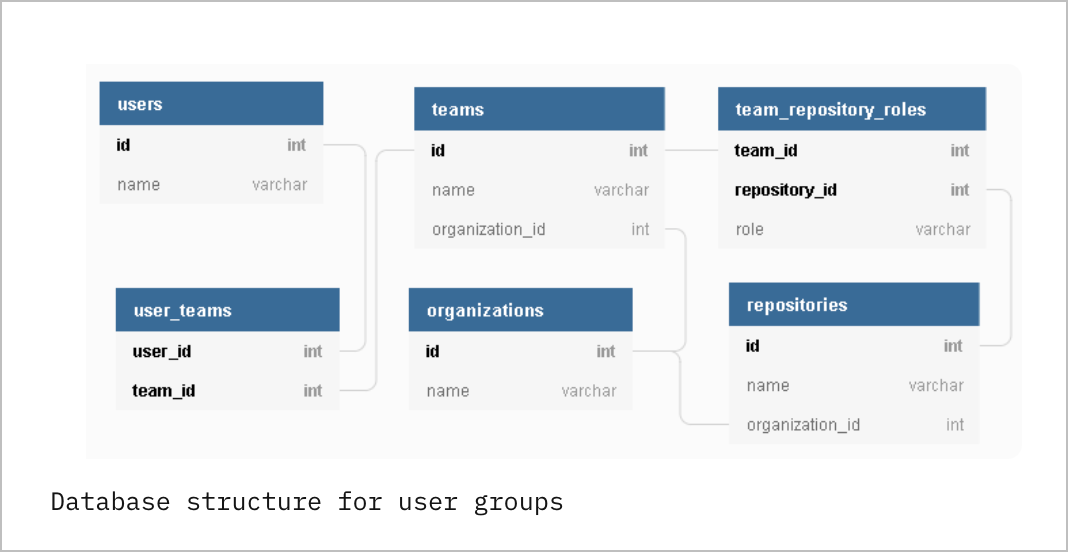 users
id int
name varchar
teams
id int
name varchar
organization_id int
team_repository_roles
team_id int
repository_id int
role varchar
user_teams
user_id int
team_id int
organizations
id int
name varchar
repositories
id int
name varchar
organization_id int
Database structure for user groups